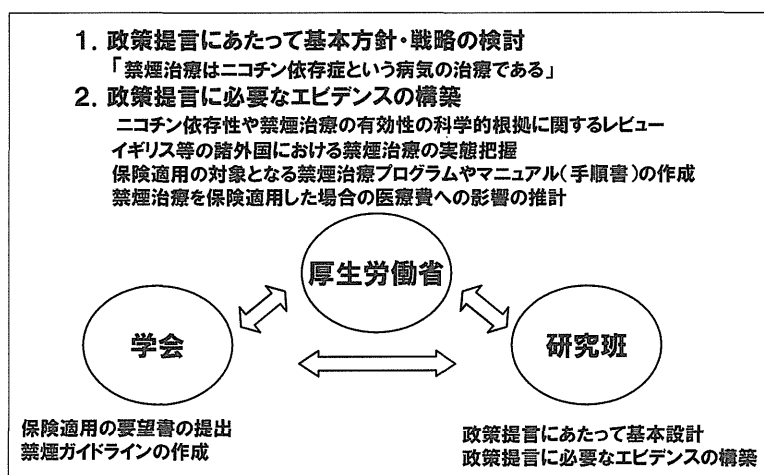 1．政策提言にあたって基本方針・戦略の検討
「禁煙治療はニコチン依存症という病気の治療である」
2．政策提言に必要なエビデンスの構築
ニコチン依存性や禁煙治療の有効性の科学的根拠に関するレビュー
イギリス等の諸外国における禁煙治療の実態把握
保険適用の対象となる禁煙治療プログラムやマニュアル（手順書）の作成
禁煙治療を保険適用した場合の医療費への影響の推計
厚生労働省
学会
研究班
保険適用の要望書の提出
禁煙ガイドラインの作成
政策提言にあたって基本設計
政策提言に必要なエビデンスの構築